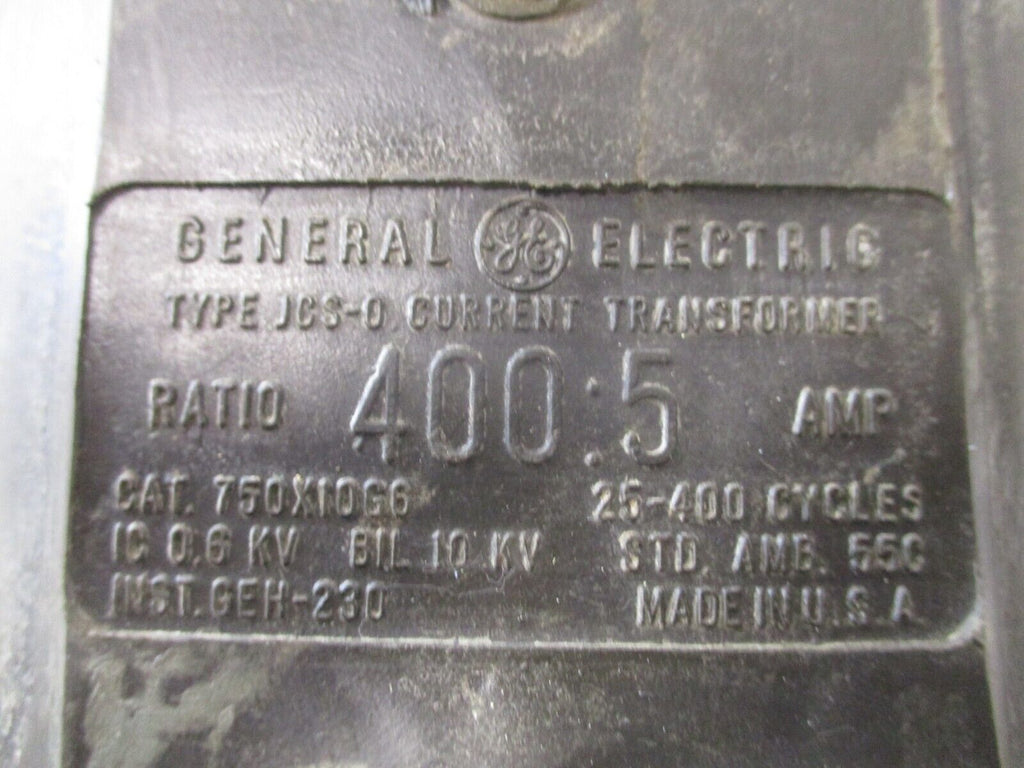 GENERAL GE ELECTRIC
TYPE JCS-0 CURRENT TRANSFORMER
RATIO 400:5 AMP
CAT. 750X10G6 25-400 CYCLES
IC 0.6 KV BIL 10 KV STD. AMB. 55C
INST. GEH-230 MADE IN U.S.A.